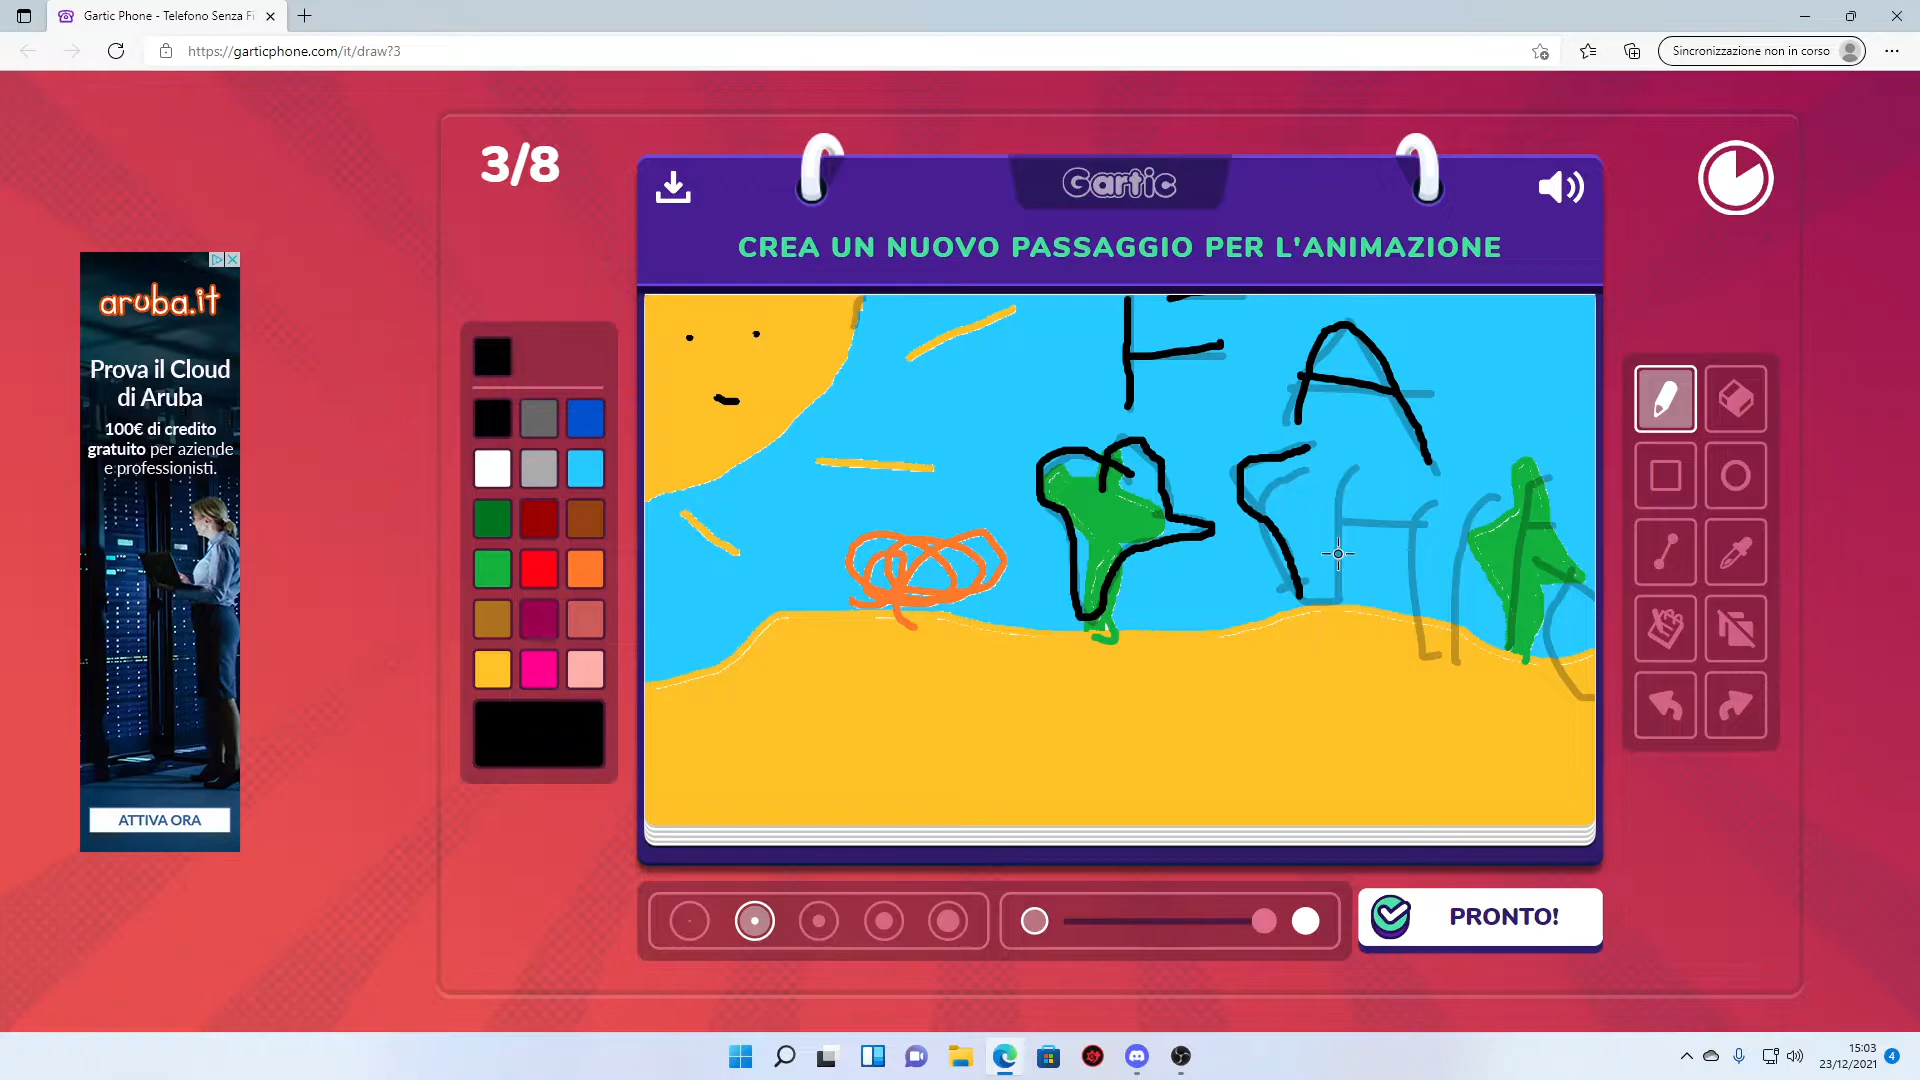 Gartic Phone - Telefono Senza Fi
https://garticphone.com/it/draw?3
Sincronizzazione non in corso
3/8
Gartic
CREA UN NUOVO PASSAGGIO PER L'ANIMAZIONE
aruba.it
Prova il Cloud
di Aruba
100€ di credito
gratuito per aziende
e professionisti.
ATTIVA ORA
F A
PRONTO!
15:03
23/12/2021
4